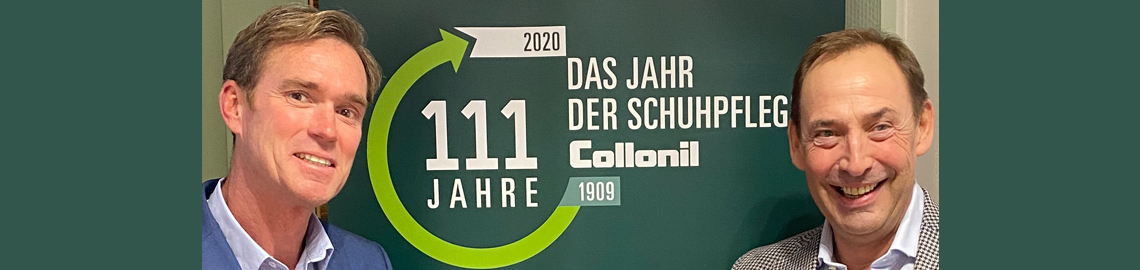 2020
DAS JAHR
DER SCHUHPFLEG
Collonil
111
JAHRE
1909